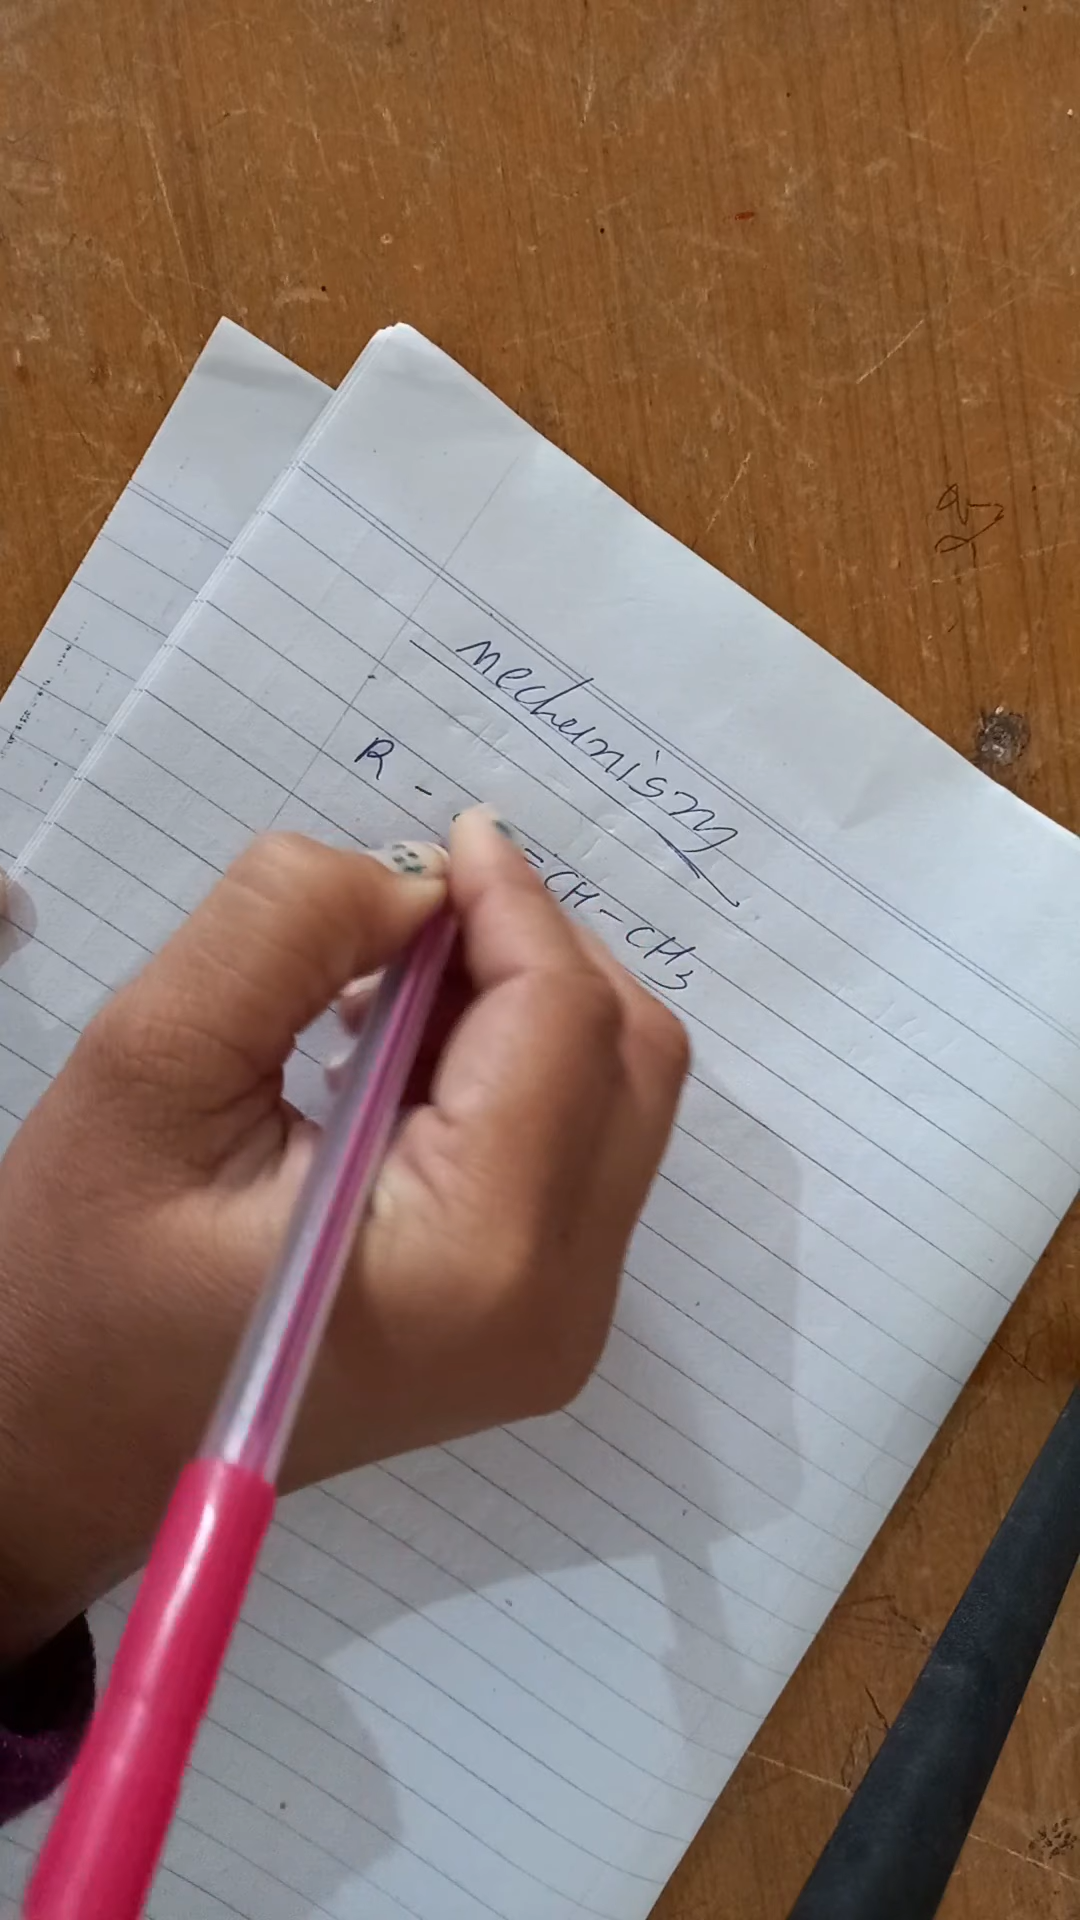 Mechanism
R - = CH - CH3